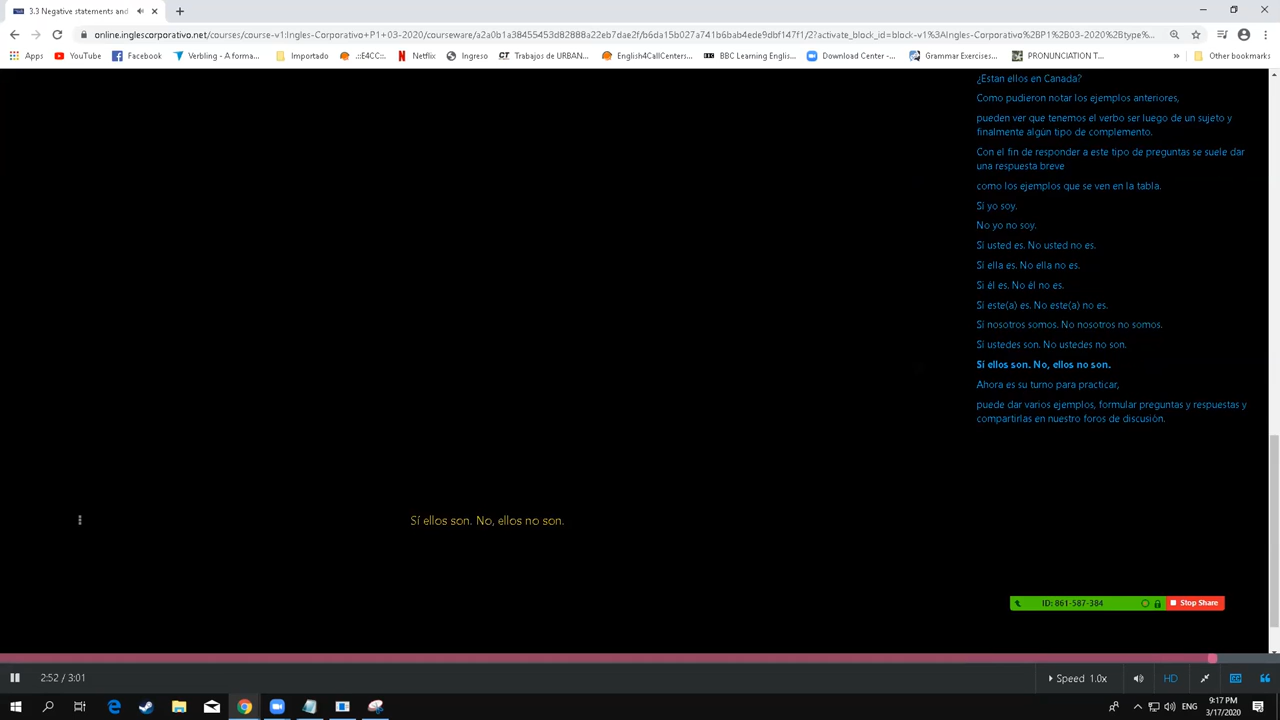 3.3 Negative statements and
online.inglescorporativo.net/courses/course-v1:Ingles-Corporativo+P1+03-2020/courseware/a2a0b1a38455453d82888a22eb7dae2f/b6da15b027a741b6bab4ede9dbf147f1/2?activate_block_id=block-v1%3AIngles-Corporativo%2BP1%2B03-2020%2Btype%...
Apps YouTube Facebook Verbling - A forma... Importado ::E4CC:. Netflix Ingreso Trabajos de URBAN... English4CallCenters... BBC Learning Engli... Download Center -... Grammar Exercises... PRONUNCIATION T... » Other bookmarks
¿Estan ellos en Canada?
Como pudieron notar los ejemplos anteriores,
pueden ver que tenemos el verbo ser luego de un sujeto y
finalmente algún tipo de complemento.
Con el fin de responder a este tipo de preguntas se suele dar
una respuesta breve
como los ejemplos que se ven en la tabla.
Sí yo soy.
No yo no soy.
Sí usted es. No usted no es.
Sí ella es. No ella no es.
Sí él es. No él no es.
Sí este(a) es. No este(a) no es.
Sí nosotros somos. No nosotros no somos.
Sí ustedes son. No ustedes no son.
Sí ellos son. No, ellos no son.
Ahora es su turno para practicar,
puede dar varios ejemplos, formular preguntas y respuestas y
compartirlas en nuestro foros de discusión.
Sí ellos son. No, ellos no son.
ID: 861-587-384 Stop Share
2:52 / 3:01 Speed 1.0x HD CC
ENG 9:17 PM
3/17/2020